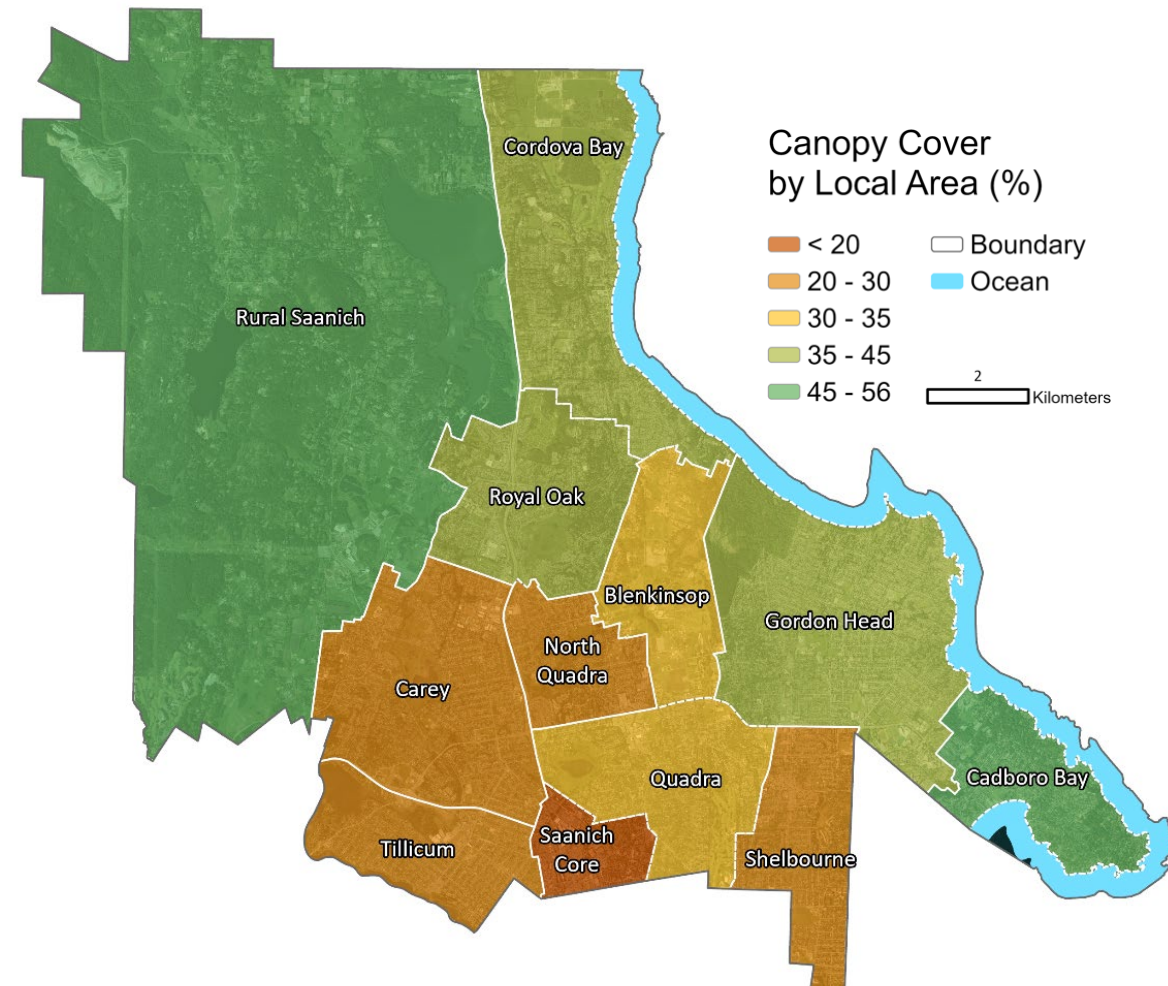 Canopy Cover
by Local Area (%)
< 20
20 - 30
30 - 35
35 - 45
45 - 56
Boundary
Ocean
2
Kilometers
Cordova Bay
Rural Saanich
Royal Oak
Blenkinsop
Gordon Head
North
Quadra
Carey
Quadra
Cadboro Bay
Saanich
Core
Tillicum
Shelbourne